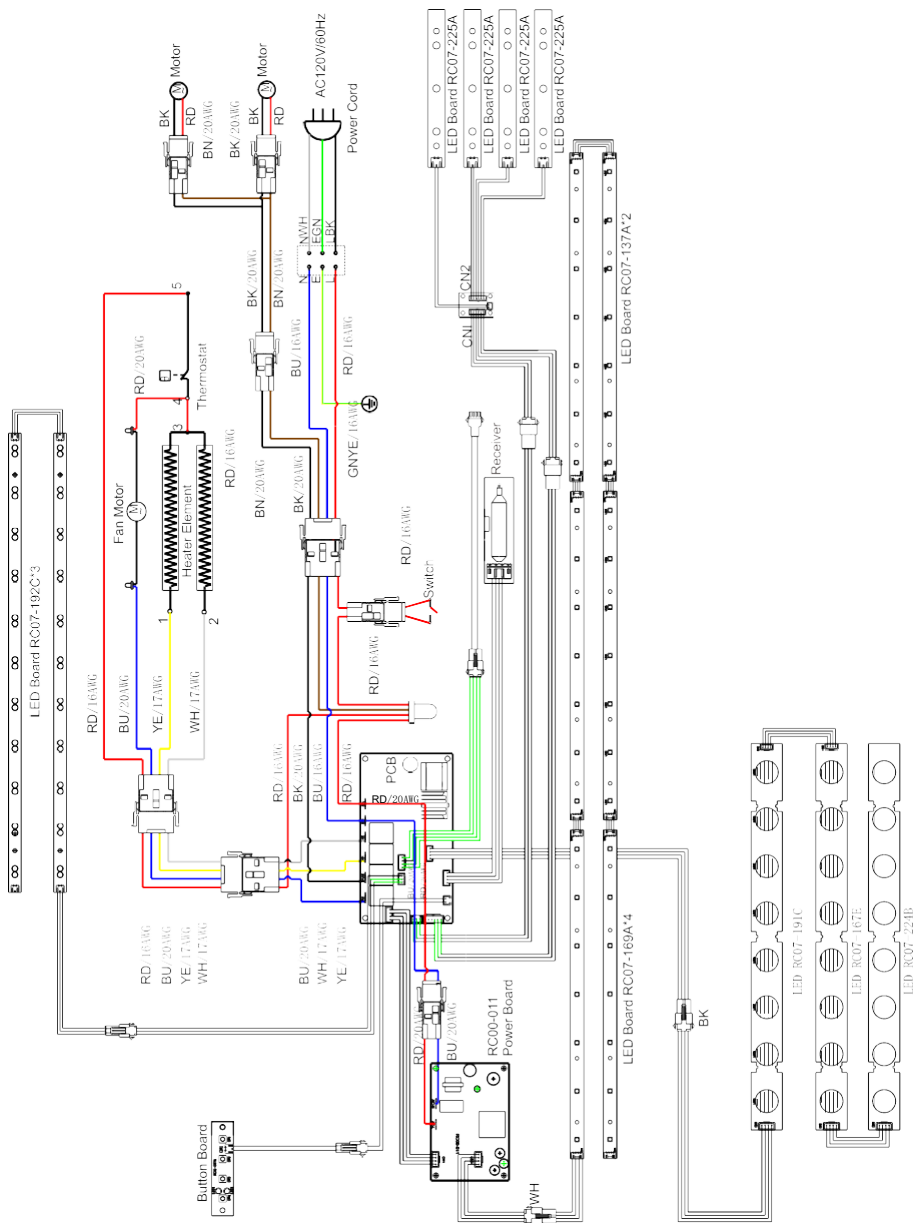 LED Board RC07-225A
LED Board RC07-225A
LED Board RC07-225A
LED Board RC07-225A
AC120V/60Hz
Power Cord
Motor
M
BK
RD
BN/20AWG
Motor
M
BK
RD
BK/20AWG
NWH
EGN
LBK
N
E
L
BK/20AWG
BN/20AWG
BU/16AWG
RD/16AWG
GNYE/16AWG
CN2
CN1
LED Board RC07-137A*2
5
RD/20AWG
Thermostat
4
3
RD/16AWG
Fan Motor
M
Heater Element
1
2
LED Board RC07-192C*3
BN/20AWG
BK/20AWG
RD/16AWG
Switch
RD/16AWG
Receiver
RD/16AWG
BU/20AWG
YE/17AWG
WH/17AWG
RD/16AWG
BK/20AWG
BU/16AWG
RD/16AWG
PCB
RD/20AWG
RD/16AWG
BU/20AWG
YE/17AWG
WH/17AWG
BU/20AWG
WH/17AWG
YE/17AWG
RD/20AWG
BU/20AWG
RC00-011
Power Board
Button Board
WH
LED Board RC07-169A*4
BK
LED RC07-191C
LED RC07-167E
LED RC07-224B